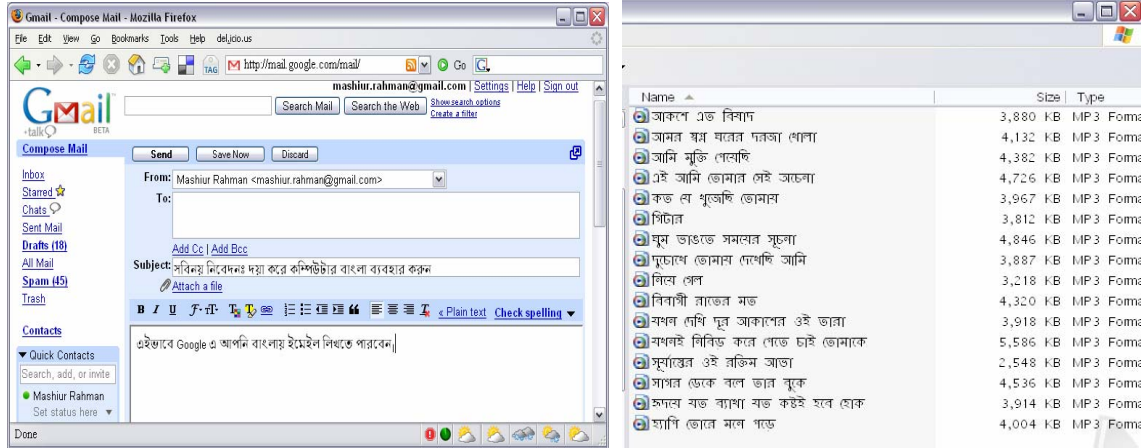 Gmail - Compose Mail - Mozilla Firefox
File Edit View Go Bookmarks Tools Help del.icio.us
TAG http://mail.google.com/mail/ Go G
mashiur.rahman@gmail.com | Settings | Help | Sign out
Gmail
talk BETA
Search Mail Search the Web Show search options
Create a filter
Compose Mail
Send Save Now Discard
Inbox
Starred
Chats
Sent Mail
Drafts (18)
All Mail
Spam (45)
Trash
Contacts
Quick Contacts
Search, add, or invite
Mashiur Rahman
Set status here
From: Mashiur Rahman <mashiur.rahman@gmail.com>
To:
Add Cc | Add Bcc
Subject: সবিনয় নিবেদনঃ দয়া করে কম্পিউটার বাংলা ব্যবহার করুন
Attach a file
B I U « Plain text Check spelling
এইভাবে Google এ আপনি বাংলায় ইমেইল লিখতে পারবেন।
Done
Name Size Type
আকাশে এত বিষাদ 3,880 KB MP3 Forma
আমার স্বপ্ন ঘরের দরজা খোলা 4,132 KB MP3 Forma
আমি মুক্তি পেয়েছি 4,382 KB MP3 Forma
এই আমি তোমার সেই অচেনা 4,726 KB MP3 Forma
কত যে খুজেছি তোমায় 3,967 KB MP3 Forma
গিটার 3,812 KB MP3 Forma
ঘুম ভাঙতে সময়ের সূচনা 4,846 KB MP3 Forma
দুচোখে তোমায় দেখেছি আমি 3,887 KB MP3 Forma
নিয়ে গেল 3,218 KB MP3 Forma
বিবাগী রাতের মত 4,320 KB MP3 Forma
যখন দেখি দূর আকাশের ওই তারা 3,918 KB MP3 Forma
যখনই নিবিড় করে পেতে চাই তোমাকে 5,586 KB MP3 Forma
সূর্যাস্তের ওই রক্তিম আভা 2,548 KB MP3 Forma
সাগর ডেকে বলে তার বুকে 4,536 KB MP3 Forma
হৃদয়ে যত ব্যাথা যত কষ্টই হবে হোক 3,914 KB MP3 Forma
হ্যাপি তোরে মনে পড়ে 4,004 KB MP3 Forma